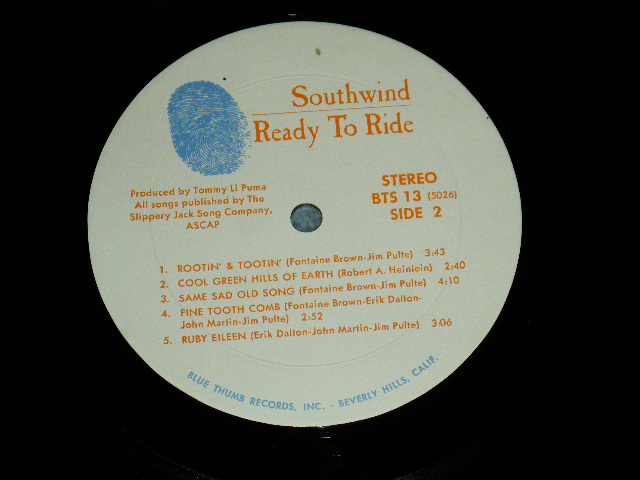 Southwind
Ready To Ride
Produced by Tommy Li Puma
All songs published by The
Slippery Jack Song Company,
ASCAP
STEREO
BTS 13 (5026)
SIDE 2
1. ROOTIN' & TOOTIN' (Fontaine Brown-Jim Pulte) 3:43
2. COOL GREEN HILLS OF EARTH (Robert A. Heinlein) 2:40
3. SAME SAD OLD SONG (Fontaine Brown-Jim Pulte) 4:10
4. FINE TOOTH COMB (Fontaine Brown-Erik Dalton-
John Martin-Jim Pulte) 2:52
5. RUBY EILEEN (Erik Dalton-John Martin-Jim Pulte) 3:06
BLUE THUMB RECORDS, INC. - BEVERLY HILLS, CALIF.